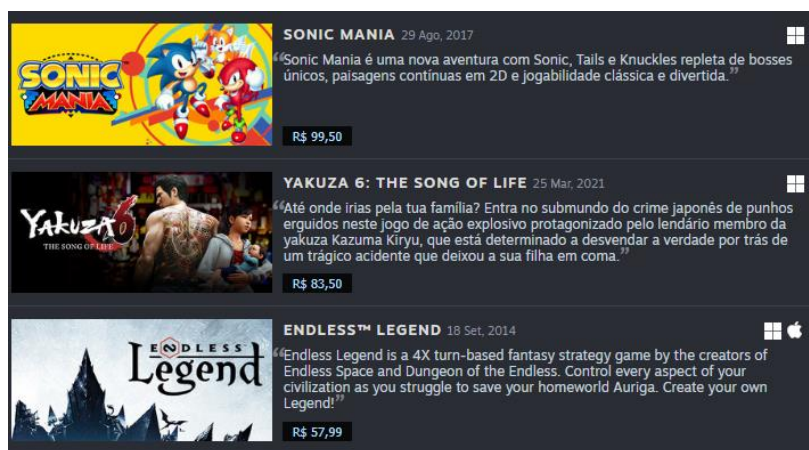 SONIC MANIA
SONIC MANIA 29 Ago, 2017
“Sonic Mania é uma nova aventura com Sonic, Tails e Knuckles repleta de bosses
únicos, paisagens contínuas em 2D e jogabilidade clássica e divertida.”
R$ 99,50
YAKUZA 6
THE SONG OF LIFE
YAKUZA 6: THE SONG OF LIFE 25 Mar, 2021
“Até onde irias pela tua família? Entra no submundo do crime japonês de punhos
erguidos neste jogo de ação explosivo protagonizado pelo lendário membro da
yakuza Kazuma Kiryu, que está determinado a desvendar a verdade por trás de
um trágico acidente que deixou a sua filha em coma.”
R$ 83,50
ENDLESS
Legend
ENDLESS™ LEGEND 18 Set, 2014
“Endless Legend is a 4X turn-based fantasy strategy game by the creators of
Endless Space and Dungeon of the Endless. Control every aspect of your
civilization as you struggle to save your homeworld Auriga. Create your own
Legend!”
R$ 57,99